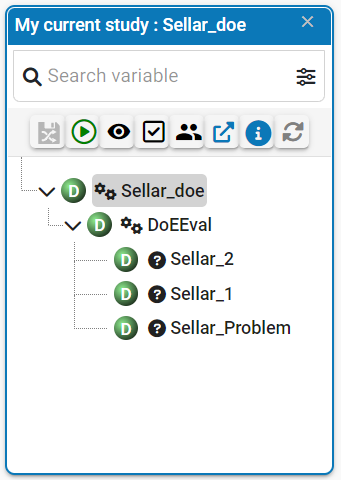 My current study : Sellar_doe ×
Search variable
D Sellar_doe
D DoEEval
D ? Sellar_2
D ? Sellar_1
D ? Sellar_Problem